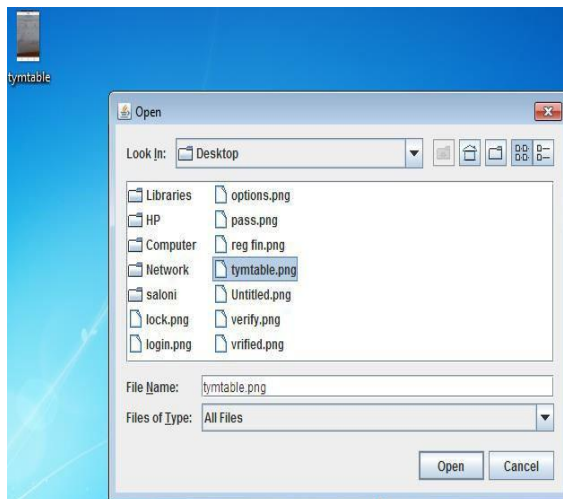 tymtable
Open
Look In: Desktop
Libraries
HP
Computer
Network
saloni
lock.png
login.png
options.png
pass.png
reg fin.png
tymtable.png
Untitled.png
verify.png
vrified.png
File Name: tymtable.png
Files of Type: All Files
Open Cancel